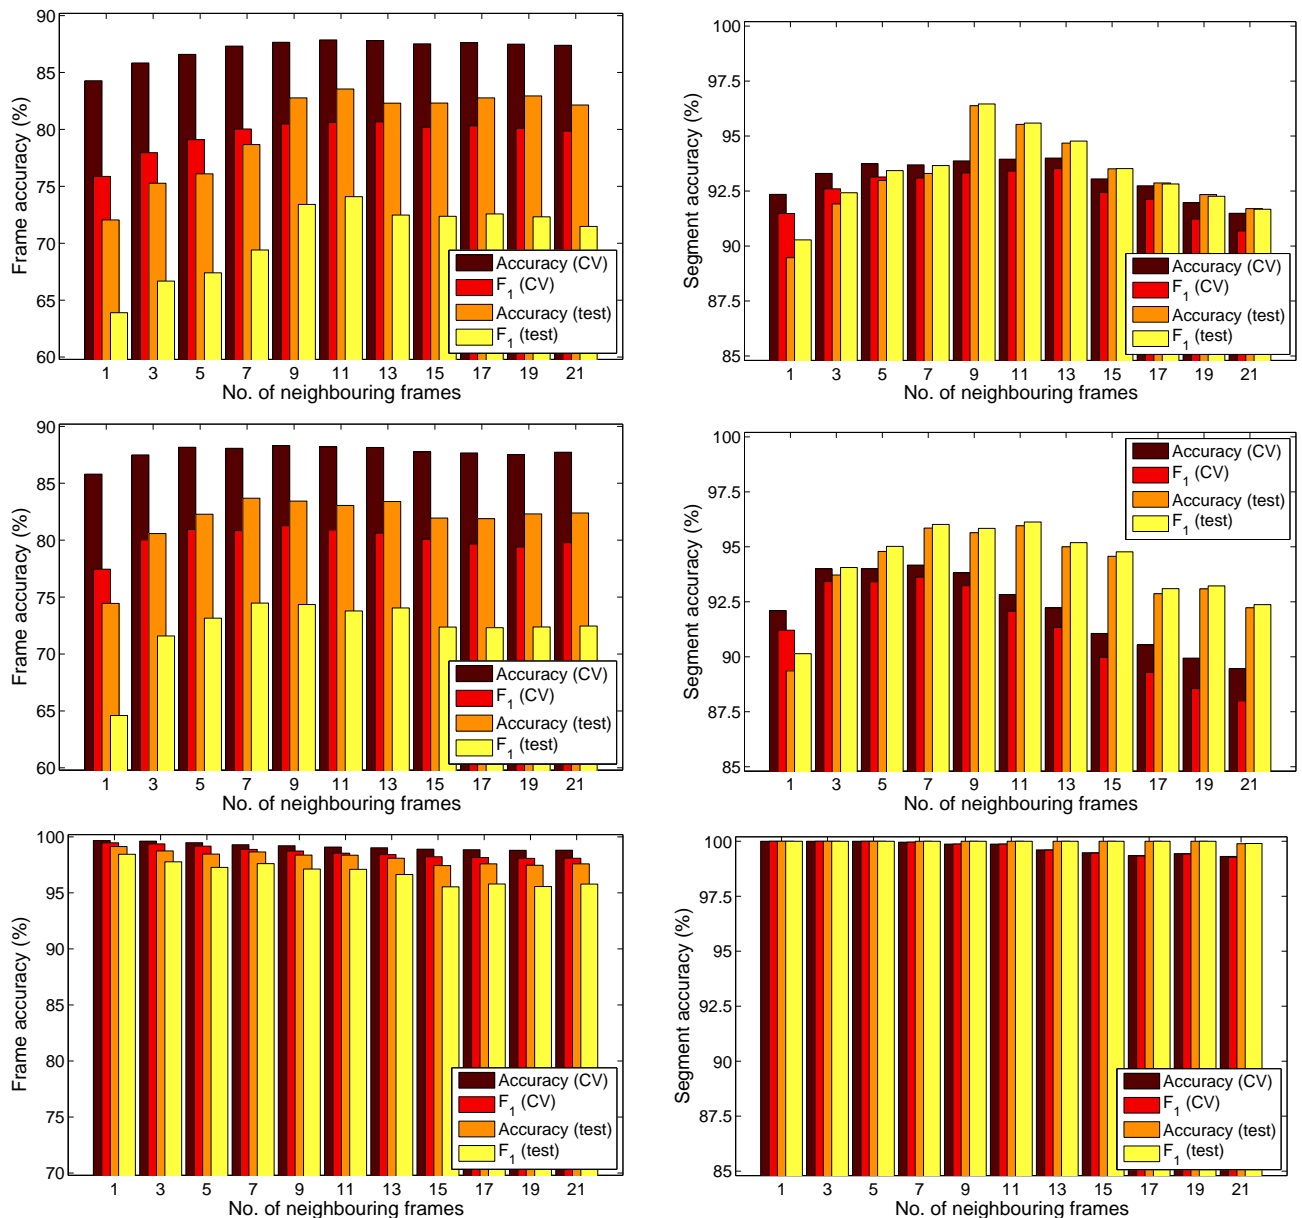 90
85
80
75
70
65
60
Frame accuracy (%)
Accuracy (CV)
F1 (CV)
Accuracy (test)
F1 (test)
1 3 5 7 9 11 13 15 17 19 21
No. of neighbouring frames
100
97.5
95
92.5
90
87.5
85
Segment accuracy (%)
Accuracy (CV)
F1 (CV)
Accuracy (test)
F1 (test)
1 3 5 7 9 11 13 15 17 19 21
No. of neighbouring frames
90
85
80
75
70
65
60
Frame accuracy (%)
Accuracy (CV)
F1 (CV)
Accuracy (test)
F1 (test)
1 3 5 7 9 11 13 15 17 19 21
No. of neighbouring frames
100
97.5
95
92.5
90
87.5
85
Segment accuracy (%)
Accuracy (CV)
F1 (CV)
Accuracy (test)
F1 (test)
1 3 5 7 9 11 13 15 17 19 21
No. of neighbouring frames
100
95
90
85
80
75
70
Frame accuracy (%)
Accuracy (CV)
F1 (CV)
Accuracy (test)
F1 (test)
1 3 5 7 9 11 13 15 17 19 21
No. of neighbouring frames
100
97.5
95
92.5
90
87.5
85
Segment accuracy (%)
Accuracy (CV)
F1 (CV)
Accuracy (test)
F1 (test)
1 3 5 7 9 11 13 15 17 19 21
No. of neighbouring frames